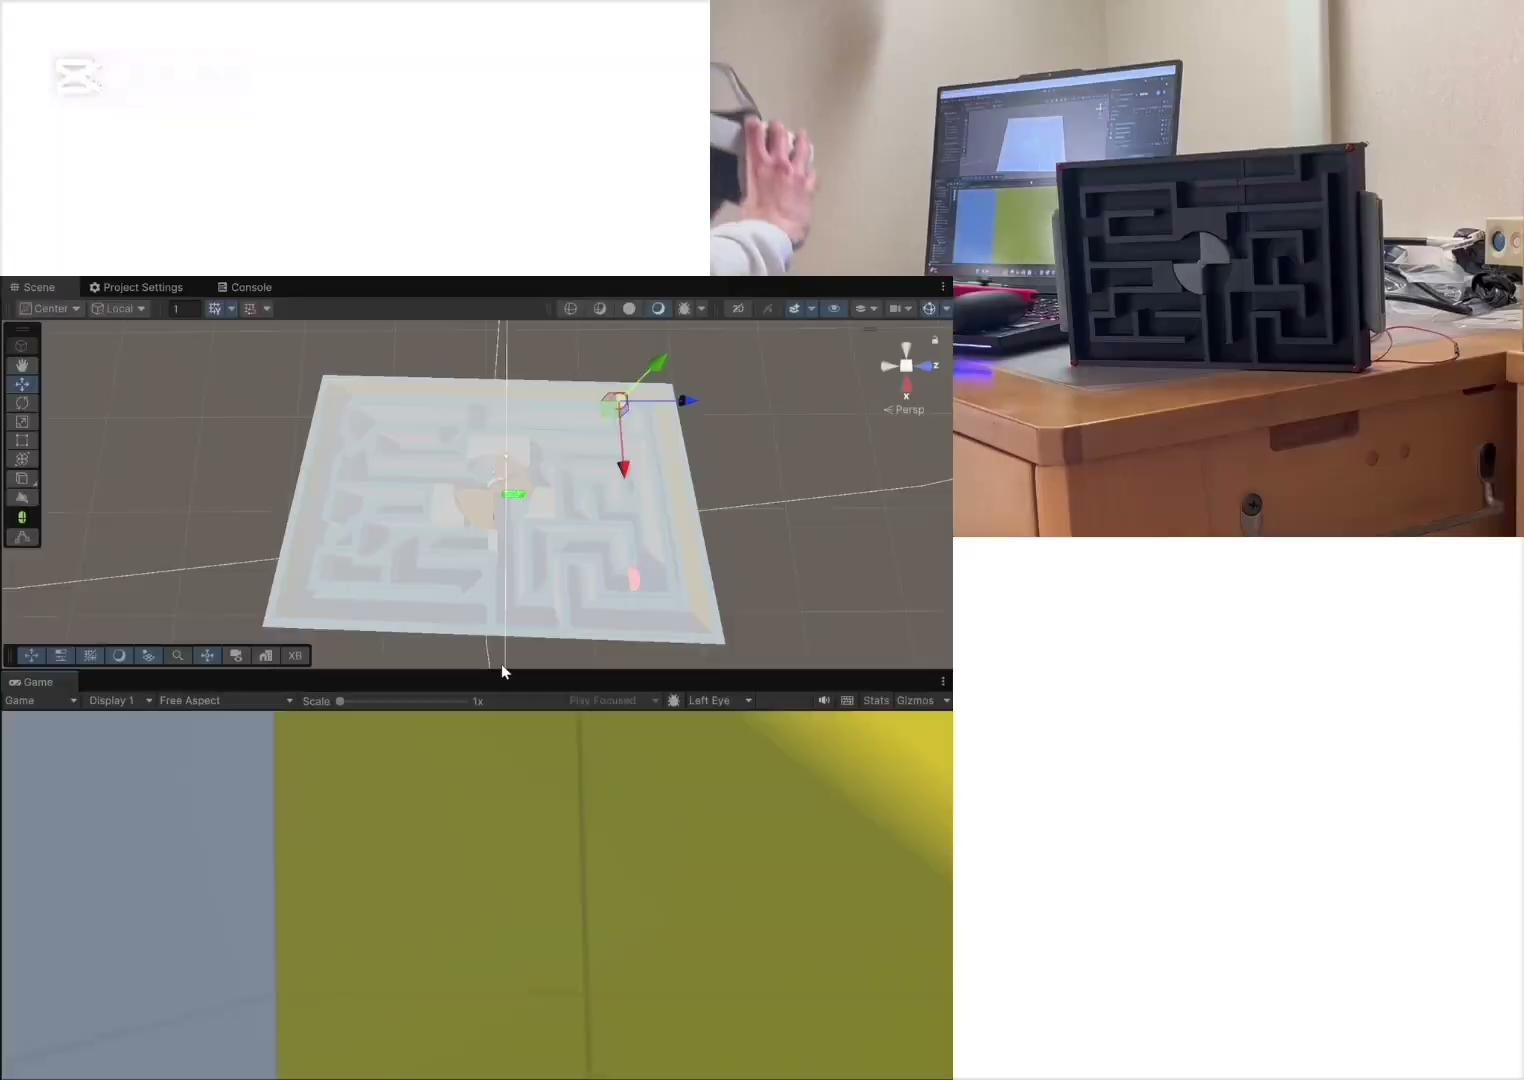 Scene Project Settings Console
Center Local 1
2D
z
x
Persp
XB
Game
Game Display 1 Free Aspect Scale 1x Play Focused Left Eye Stats Gizmos